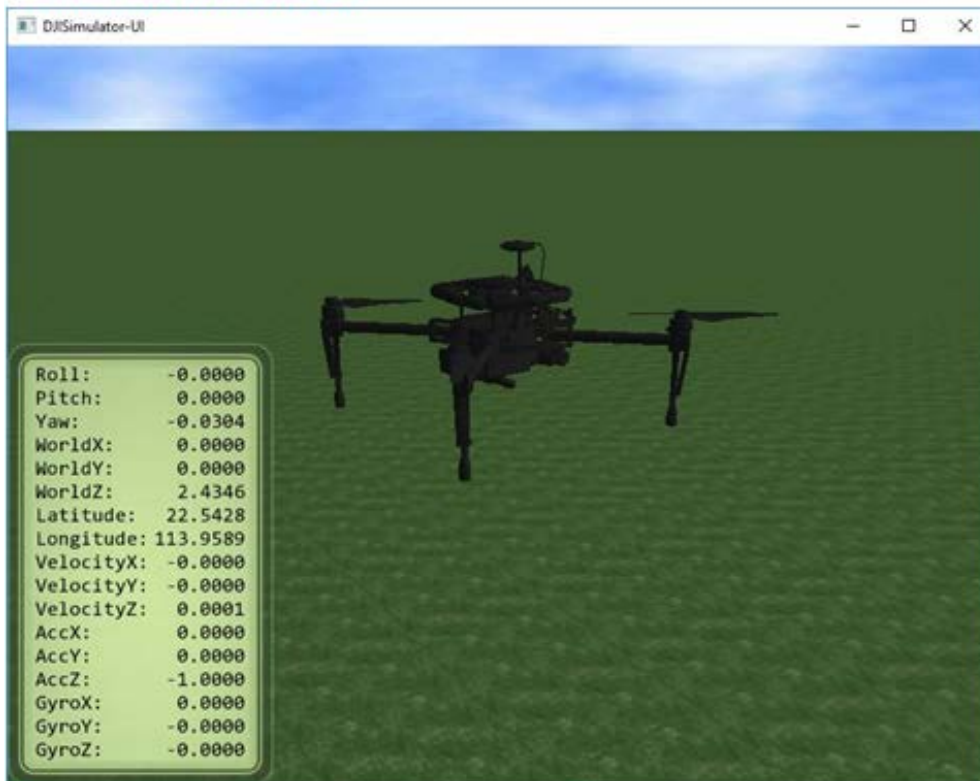 DJISimulator-UI
Roll: -0.0000
Pitch: 0.0000
Yaw: -0.0304
WorldX: 0.0000
WorldY: 0.0000
WorldZ: 2.4346
Latitude: 22.5428
Longitude: 113.9589
VelocityX: -0.0000
VelocityY: -0.0000
VelocityZ: 0.0001
AccX: 0.0000
AccY: 0.0000
AccZ: -1.0000
GyroX: 0.0000
GyroY: -0.0000
GyroZ: -0.0000